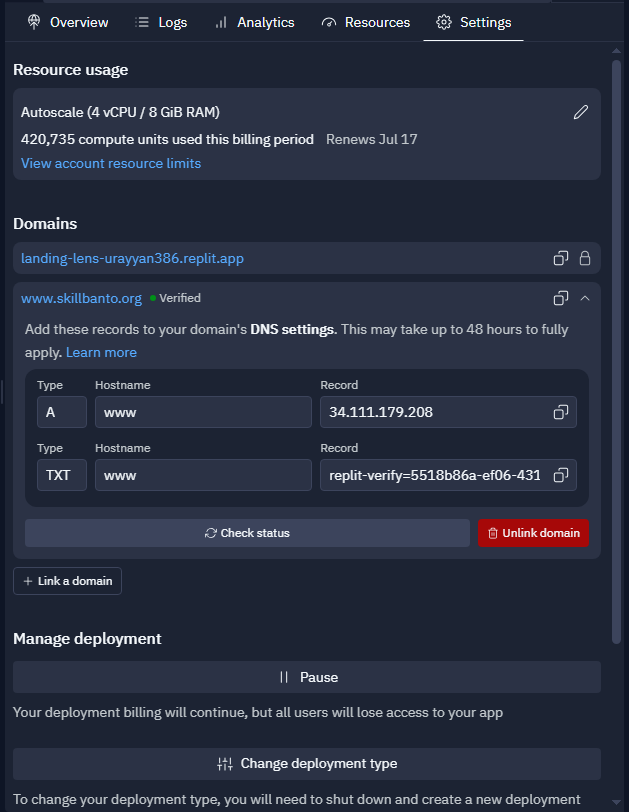 Overview Logs Analytics Resources Settings
Resource usage
Autoscale (4 vCPU / 8 GiB RAM)
420,735 compute units used this billing period Renews Jul 17
View account resource limits
Domains
landing-lens-urayyan386.replit.app
www.skillbanto.org Verified
Add these records to your domain's DNS settings. This may take up to 48 hours to fully
apply. Learn more
Type Hostname Record
A www 34.111.179.208
Type Hostname Record
TXT www replit-verify=5518b86a-ef06-431
Check status Unlink domain
+ Link a domain
Manage deployment
Pause
Your deployment billing will continue, but all users will lose access to your app
Change deployment type
To change your deployment type, you will need to shut down and create a new deployment